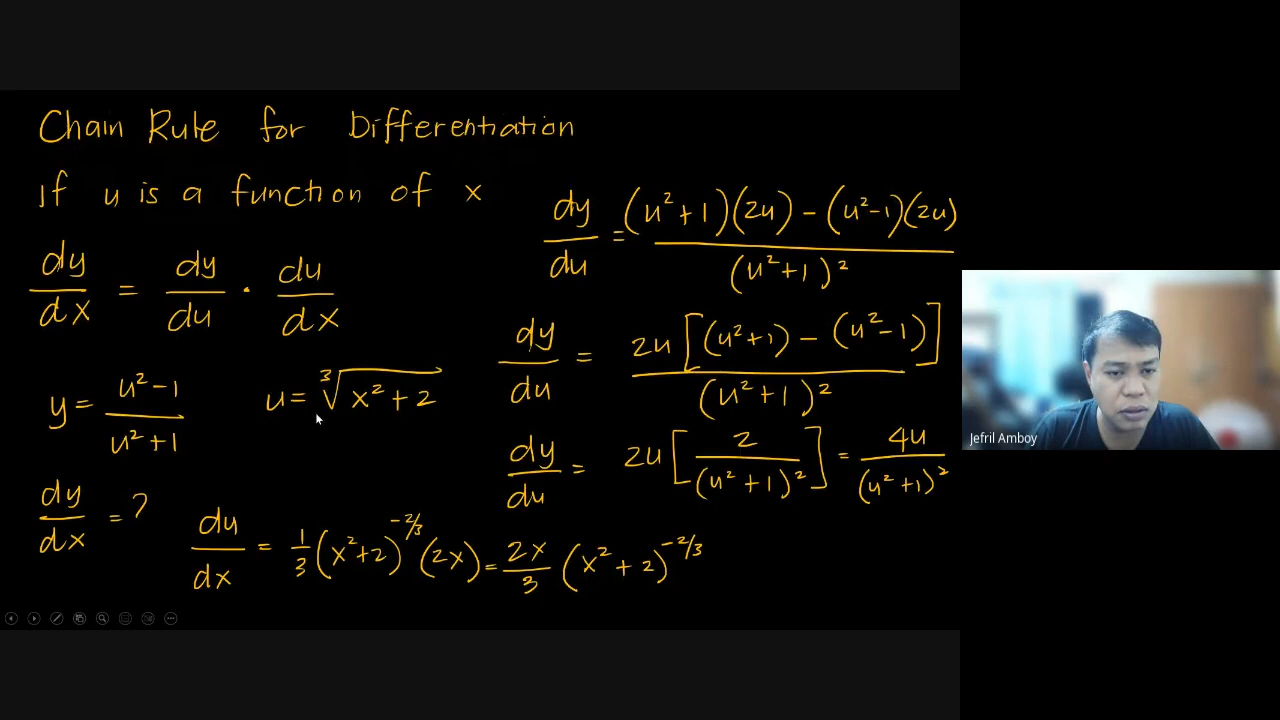 Chain Rule for Differentiation
If u is a function of x
dy/dx = dy/du · du/dx
y = (u²-1)/(u²+1)
u = ∛(x²+2)
dy/dx = ?
du/dx = 1/3 (x²+2)^(-2/3) (2x) = 2x/3 (x²+2)^(-2/3)
dy/du = ((u²+1)(2u) - (u²-1)(2u))/(u²+1)²
dy/du = 2u[(u²+1) - (u²-1)]/(u²+1)²
dy/du = 2u[2/(u²+1)²] = 4u/(u²+1)²
Jefril Amboy